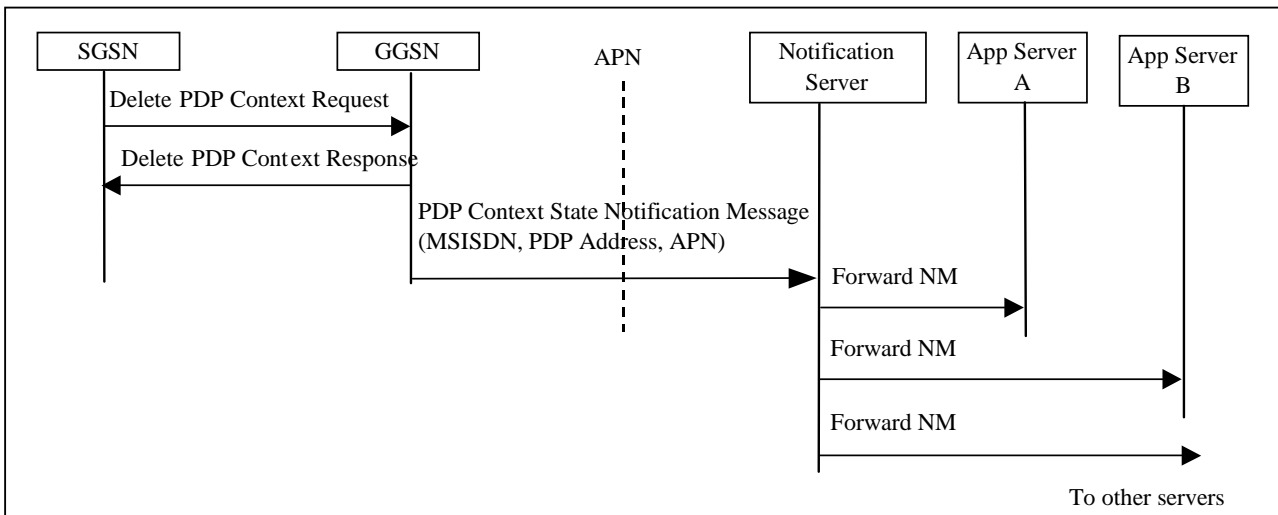 SGSN
GGSN
APN
Notification
Server
App Server
A
App Server
B
Delete PDP Context Request
Delete PDP Context Response
PDP Context State Notification Message
(MSISDN, PDP Address, APN)
Forward NM
Forward NM
Forward NM
To other servers